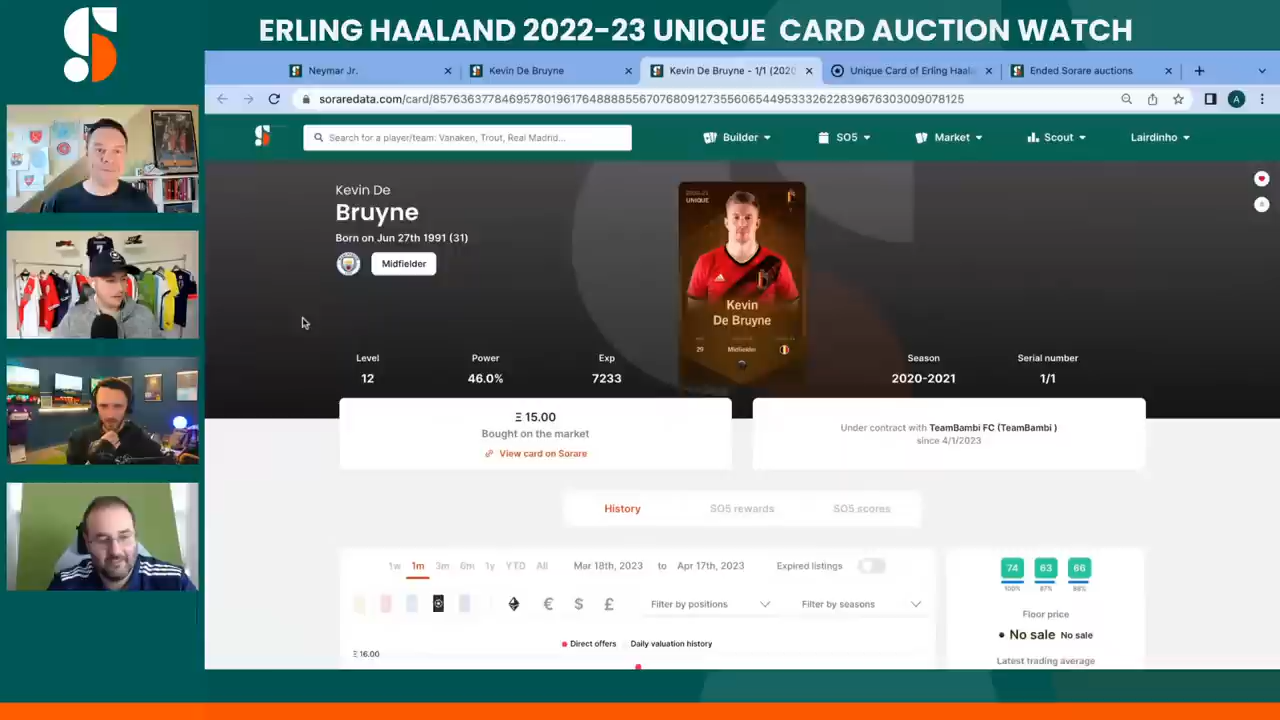 ERLING HAALAND 2022-23 UNIQUE CARD AUCTION WATCH
Neymar Jr.
Kevin De Bruyne
Kevin De Bruyne - 1/1 (202
Unique Card of Erling Haal
Ended Sorare auctions
soraredata.com/card/85763637784695780196176488885567076809127355606544953332622839676303009078125
Search for a player/team: Vanaken, Trout, Real Madrid...
Builder
SO5
Market
Scout
Lairdinho
Kevin De
Bruyne
Born on Jun 27th 1991 (31)
Midfielder
UNIQUE
Kevin
De Bruyne
29
Midfielder
Level
12
Power
46.0%
Exp
7233
Season
2020-2021
Serial number
1/1
Ξ 15.00
Bought on the market
View card on Sorare
Under contract with TeamBambi FC (TeamBambi )
since 4/1/2023
History
SO5 rewards
SO5 scores
1w 1m 3m 6m 1y YTD All
Mar 18th, 2023 to Apr 17th, 2023
Expired listings
€ $ £
Filter by positions
Filter by seasons
Direct offers
Daily valuation history
Ξ 16.00
74 63 66
100% 87% 88%
Floor price
No sale No sale
Latest trading average